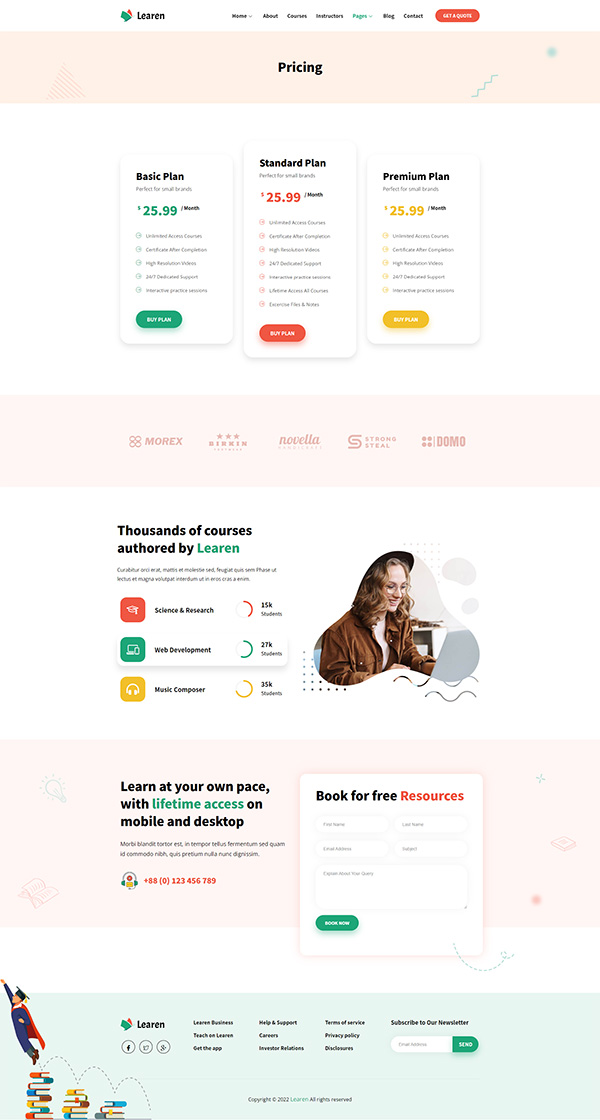 Learen
Home
About
Courses
Instructors
Pages
Blog
Contact
GET A QUOTE
Pricing
Basic Plan
Perfect for small brands
$ 25.99 / Month
Unlimited Access Courses
Certificate After Completion
High Resolution Videos
24/7 Dedicated Support
Interactive practice sessions
BUY PLAN
Standard Plan
Perfect for small brands
$ 25.99 / Month
Unlimited Access Courses
Certificate After Completion
High Resolution Videos
24/7 Dedicated Support
Interactive practice sessions
Lifetime Access All Courses
Excercise Files & Notes
BUY PLAN
Premium Plan
Perfect for small brands
$ 25.99 / Month
Unlimited Access Courses
Certificate After Completion
High Resolution Videos
24/7 Dedicated Support
Interactive practice sessions
BUY PLAN
MOREX
BIRKIN
novella
STRONG
STEAL
DOMO
Thousands of courses
authored by Learen
Curabitur orci erat, mattis et molestie sed, feugiat quis sem Phase ut
lectus et magna volutpat interdum ut in eros cras a enim.
Science & Research
15k
Students
Web Development
27k
Students
Music Composer
35k
Students
Learn at your own pace,
with lifetime access on
mobile and desktop
Morbi blandit tortor est, in tempor tellus fermentum sed quam
id commodo nibh, quis pretium nulla nunc dignissim.
+88 (0) 123 456 789
Book for free Resources
First Name
Last Name
Email Address
Subject
Explain About Your Query
BOOK NOW
Learen
Learen Business
Teach on Learen
Get the app
Help & Support
Careers
Investor Relations
Terms of service
Privacy policy
Disclosures
Subscribe to Our Newsletter
Email Address
SEND
Copyright © 2022 Learen All rights reserved